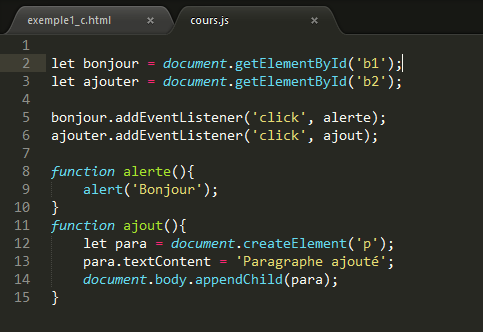 exemple1_c.html × cours.js ×
1
2 let bonjour = document.getElementById('b1');
3 let ajouter = document.getElementById('b2');
4
5 bonjour.addEventListener('click', alerte);
6 ajouter.addEventListener('click', ajout);
7
8 function alerte(){
9     alert('Bonjour');
10 }
11 function ajout(){
12     let para = document.createElement('p');
13     para.textContent = 'Paragraphe ajouté';
14     document.body.appendChild(para);
15 }